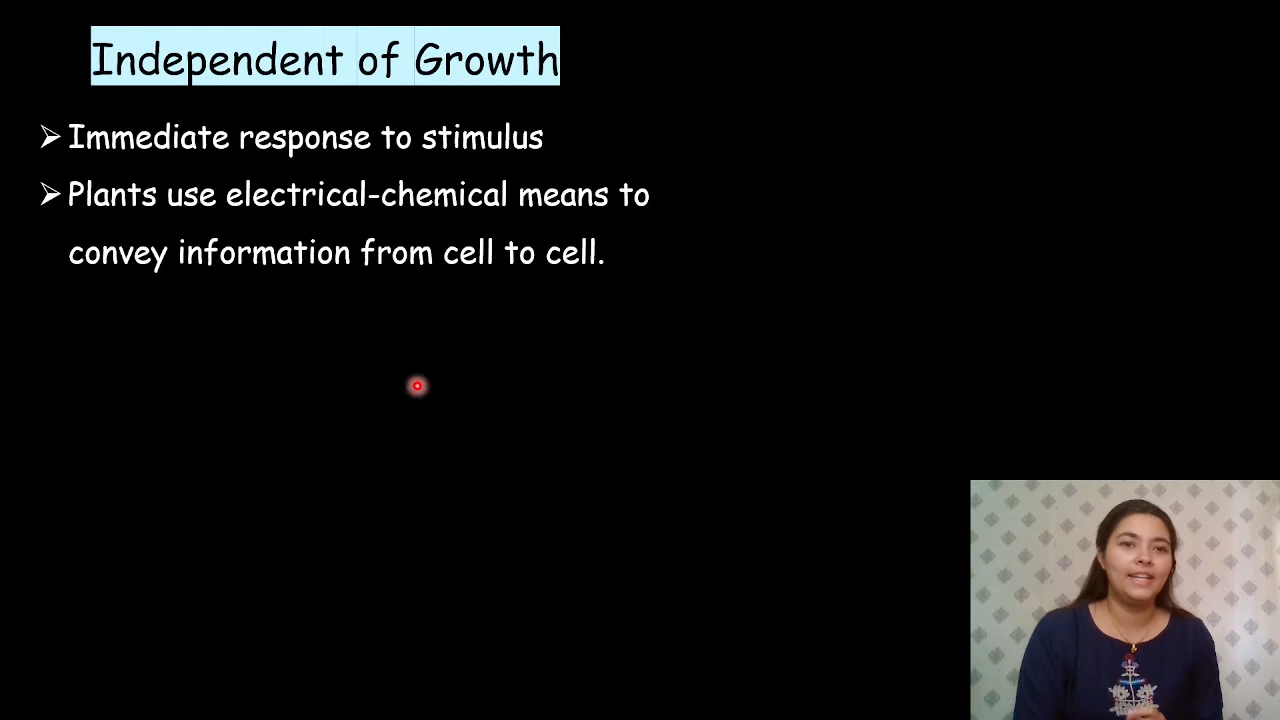 Independent of Growth
➢ Immediate response to stimulus
➢ Plants use electrical-chemical means to
convey information from cell to cell.